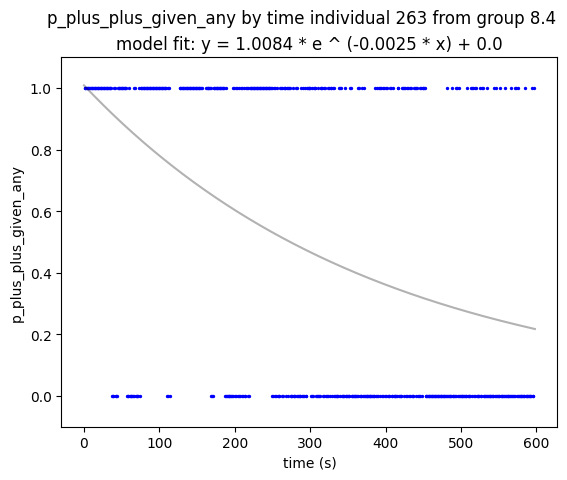 p_plus_plus_given_any by time individual 263 from group 8.4
model fit: y = 1.0084 * e ^ (-0.0025 * x) + 0.0
1.0
0.8
0.6
0.4
0.2
0.0
p_plus_plus_given_any
0 100 200 300 400 500 600
time (s)